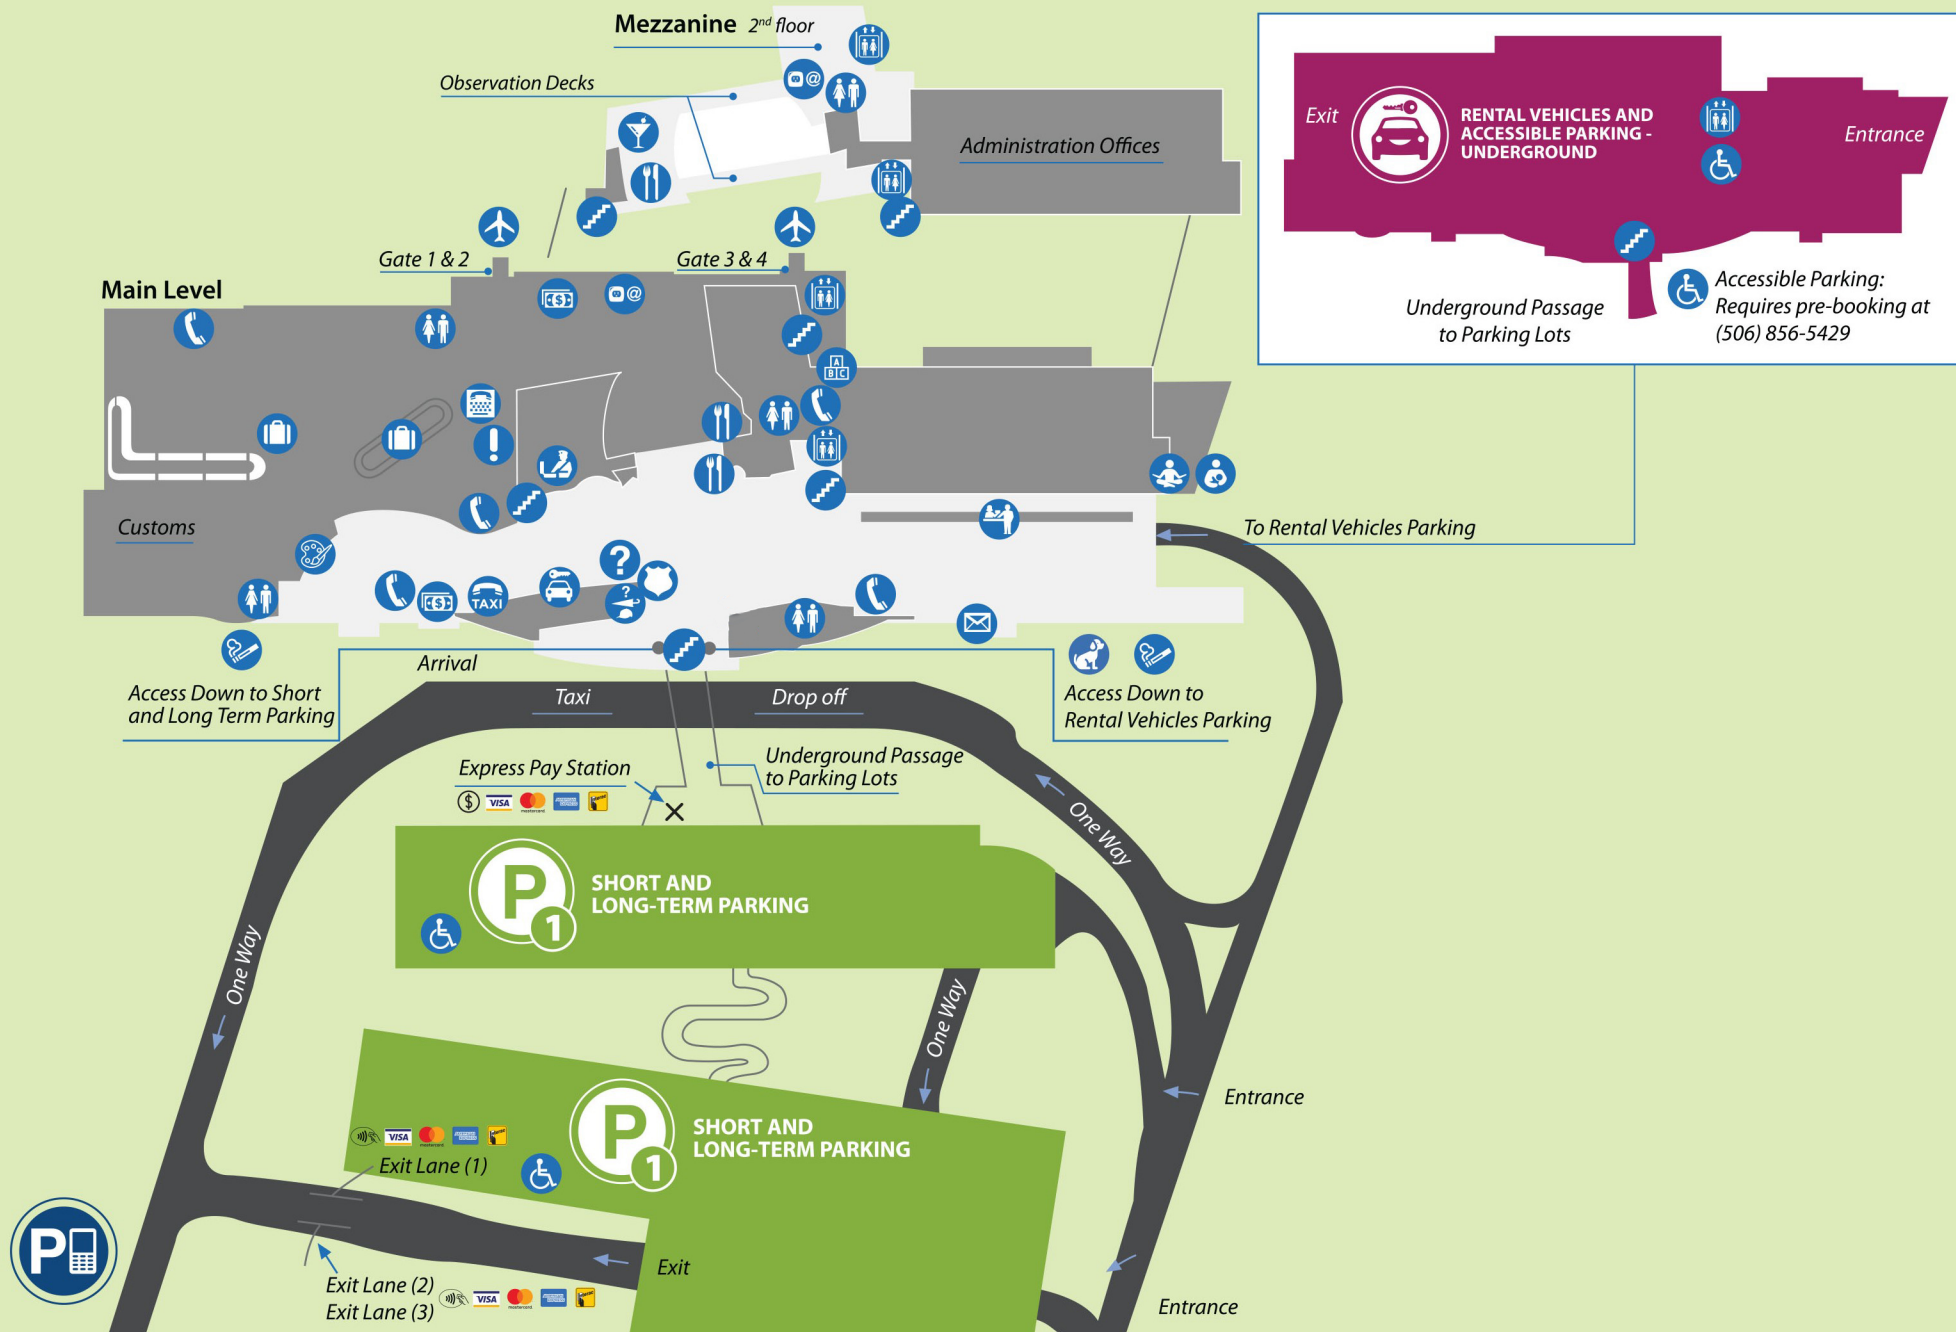 Mezzanine 2nd floor
Observation Decks
Administration Offices
Gate 1 & 2
Gate 3 & 4
Main Level
@
@
A
B C
Customs
?
?
TAXI
Arrival
Access Down to Short
and Long Term Parking
Taxi
Drop off
Access Down to
Rental Vehicles Parking
To Rental Vehicles Parking
Exit
RENTAL VEHICLES AND
ACCESSIBLE PARKING -
UNDERGROUND
Entrance
Underground Passage
to Parking Lots
Accessible Parking:
Requires pre-booking at
(506) 856-5429
Express Pay Station
$ VISA mastercard
Underground Passage
to Parking Lots
One Way
P 1
SHORT AND
LONG-TERM PARKING
One Way
One Way
Entrance
P 1
SHORT AND
LONG-TERM PARKING
VISA mastercard
Exit Lane (1)
P
Exit
Exit Lane (2)
Exit Lane (3)
VISA mastercard
Entrance